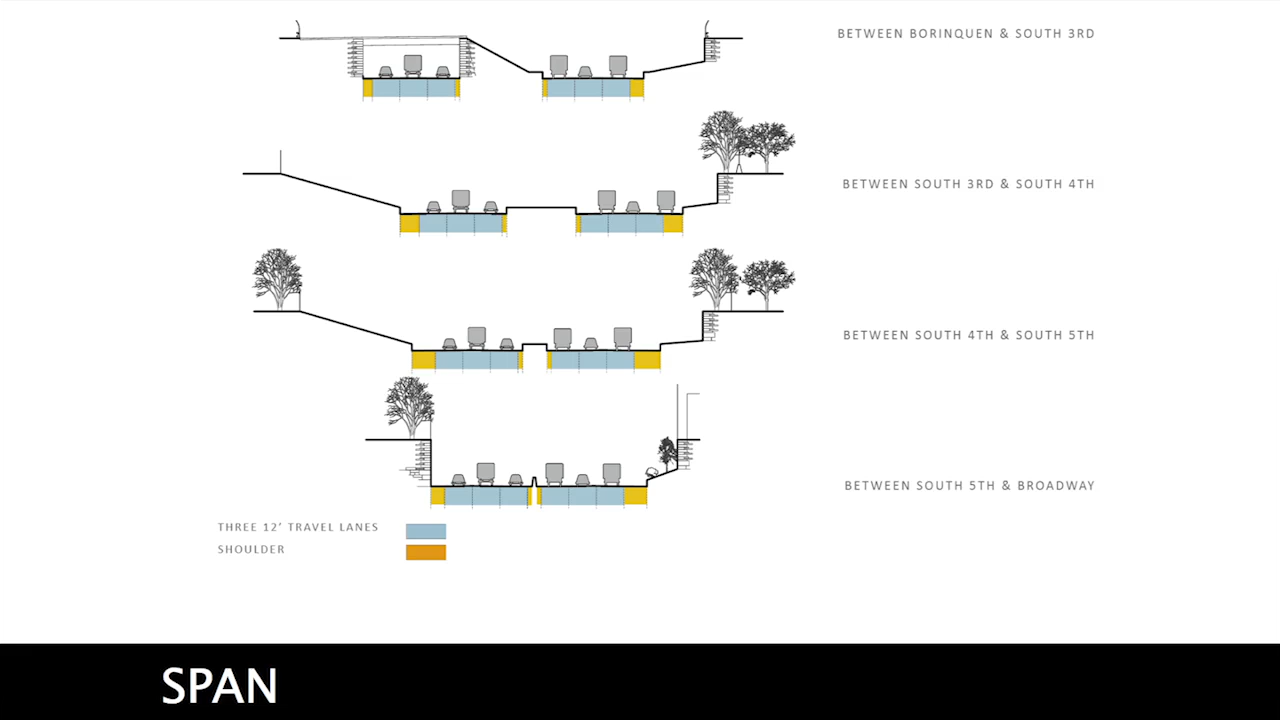 BETWEEN BORINQUEN & SOUTH 3RD
BETWEEN SOUTH 3RD & SOUTH 4TH
BETWEEN SOUTH 4TH & SOUTH 5TH
BETWEEN SOUTH 5TH & BROADWAY
THREE 12’ TRAVEL LANES
SHOULDER
SPAN